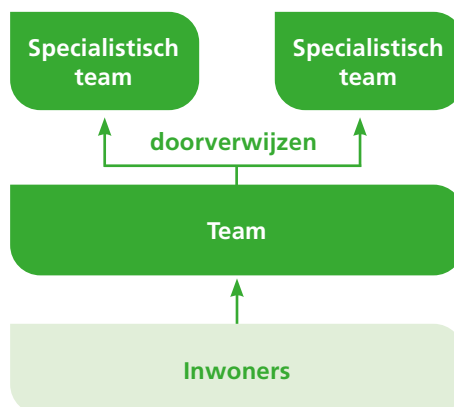 Specialistisch
team
Specialistisch
team
doorverwijzen
Team
Inwoners